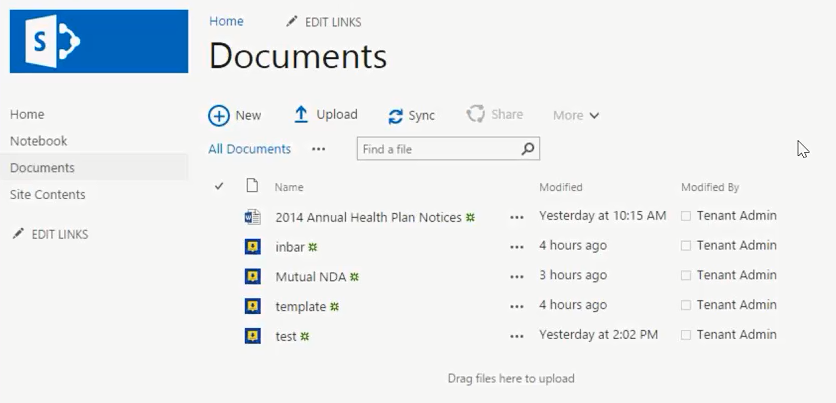 S
Home EDIT LINKS
Documents
Home
Notebook
Documents
Site Contents
EDIT LINKS
New Upload Sync Share More
All Documents ... Find a file
Name Modified Modified By
2014 Annual Health Plan Notices ... Yesterday at 10:15 AM Tenant Admin
inbar ... 4 hours ago Tenant Admin
Mutual NDA ... 3 hours ago Tenant Admin
template ... 4 hours ago Tenant Admin
test ... Yesterday at 2:02 PM Tenant Admin
Drag files here to upload